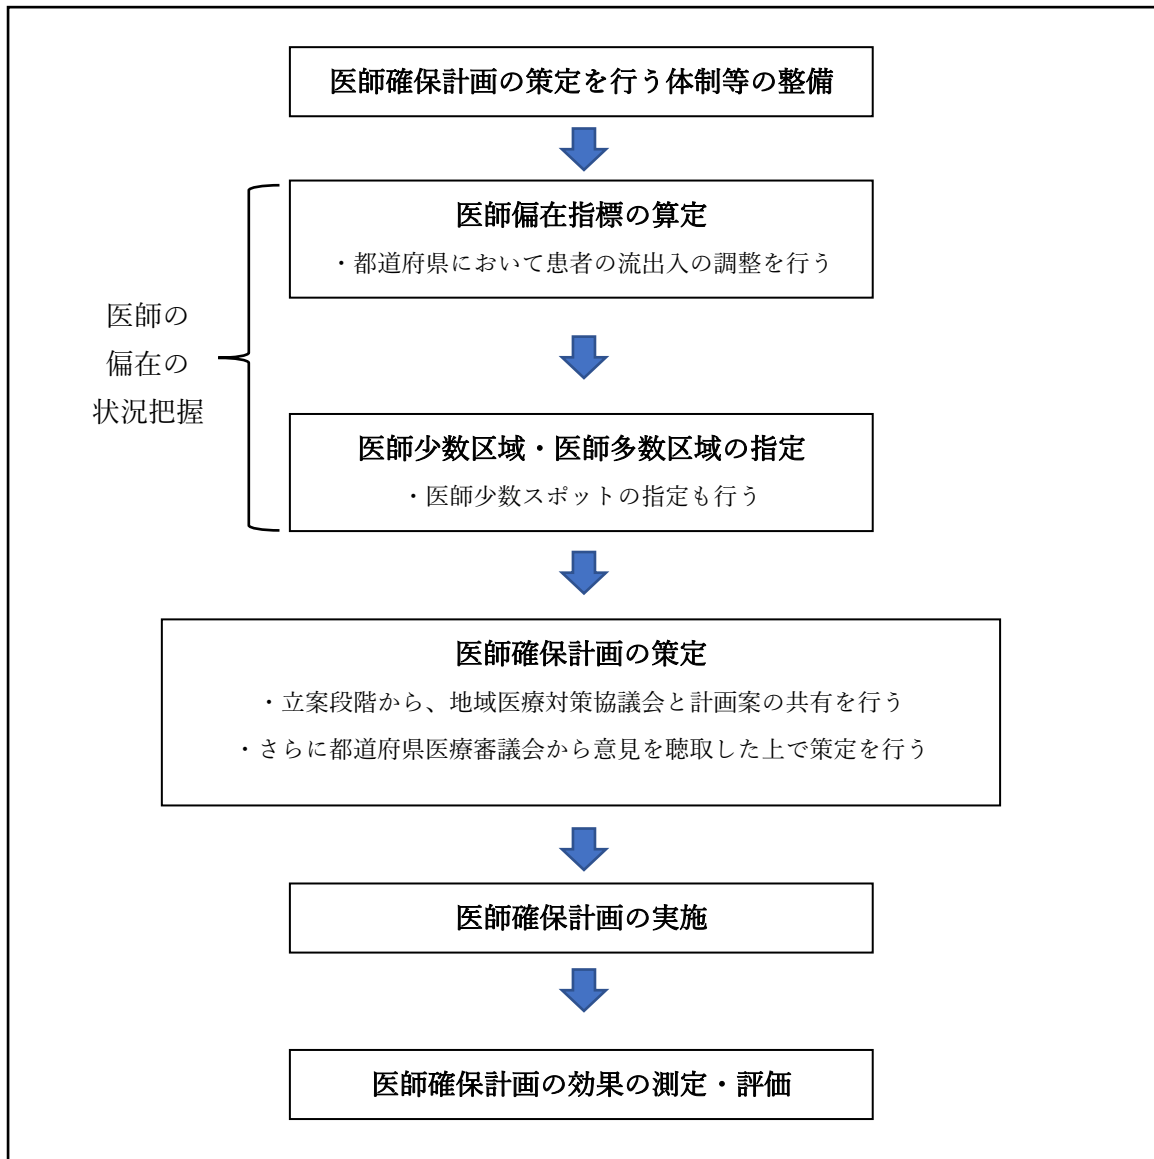 医師確保計画の策定を行う体制等の整備
医師偏在指標の算定
・都道府県において患者の流出入の調整を行う
医師の
偏在の
状況把握
医師少数区域・医師多数区域の指定
・医師少数スポットの指定も行う
医師確保計画の策定
・立案段階から、地域医療対策協議会と計画案の共有を行う
・さらに都道府県医療審議会から意見を聴取した上で策定を行う
医師確保計画の実施
医師確保計画の効果の測定・評価